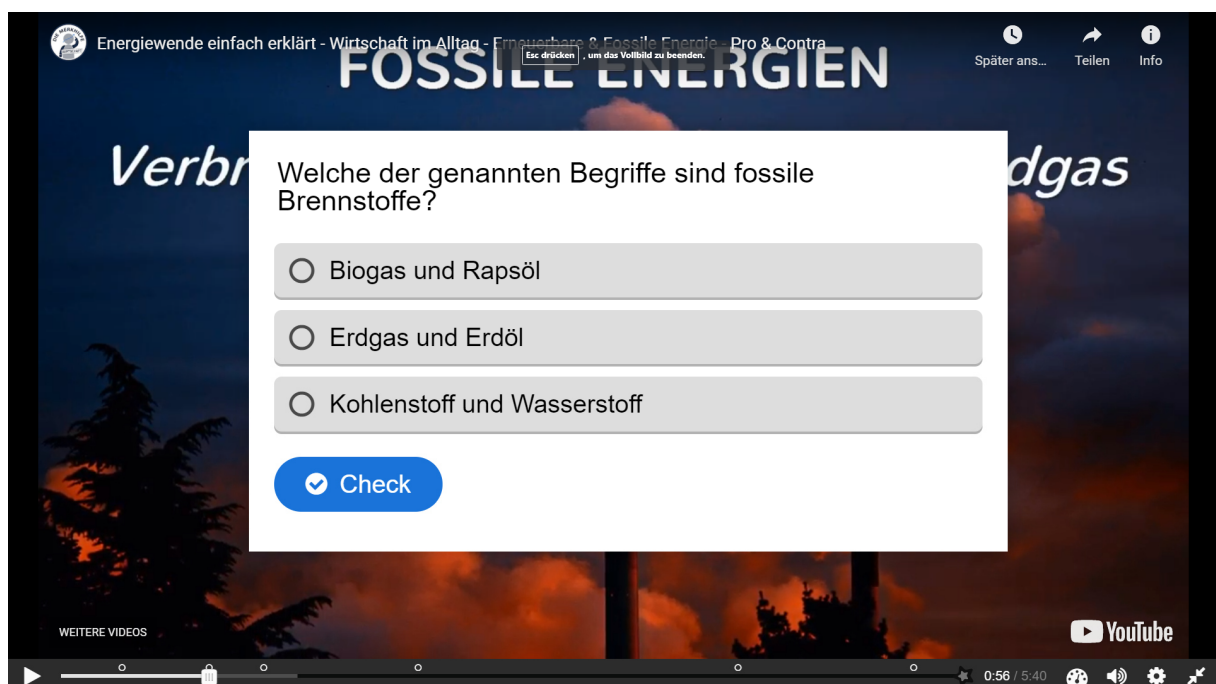 Energiewende einfach erklärt - Wirtschaft im Alltag - Erneuerbare & Fossile Energie - Pro & Contra
Esc drücken , um das Vollbild zu beenden.
Später ans...
Teilen
Info
FOSSILE ENERGIEN
Verbr
dgas
Welche der genannten Begriffe sind fossile
Brennstoffe?
Biogas und Rapsöl
Erdgas und Erdöl
Kohlenstoff und Wasserstoff
Check
WEITERE VIDEOS
YouTube
0:56 / 5:40